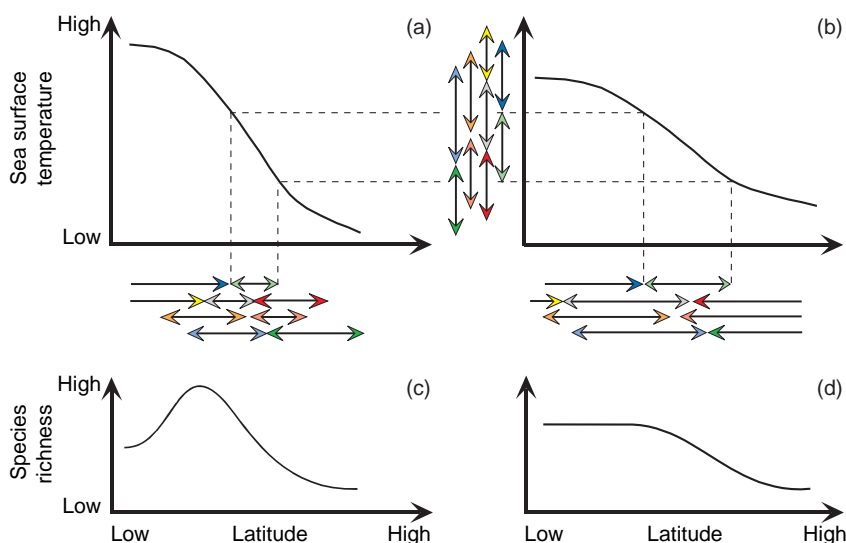 High
(a)
(b)
Sea surface
temperature
Low
High
(c)
(d)
Species
richness
Low
Low
Latitude
High
Low
Latitude
High